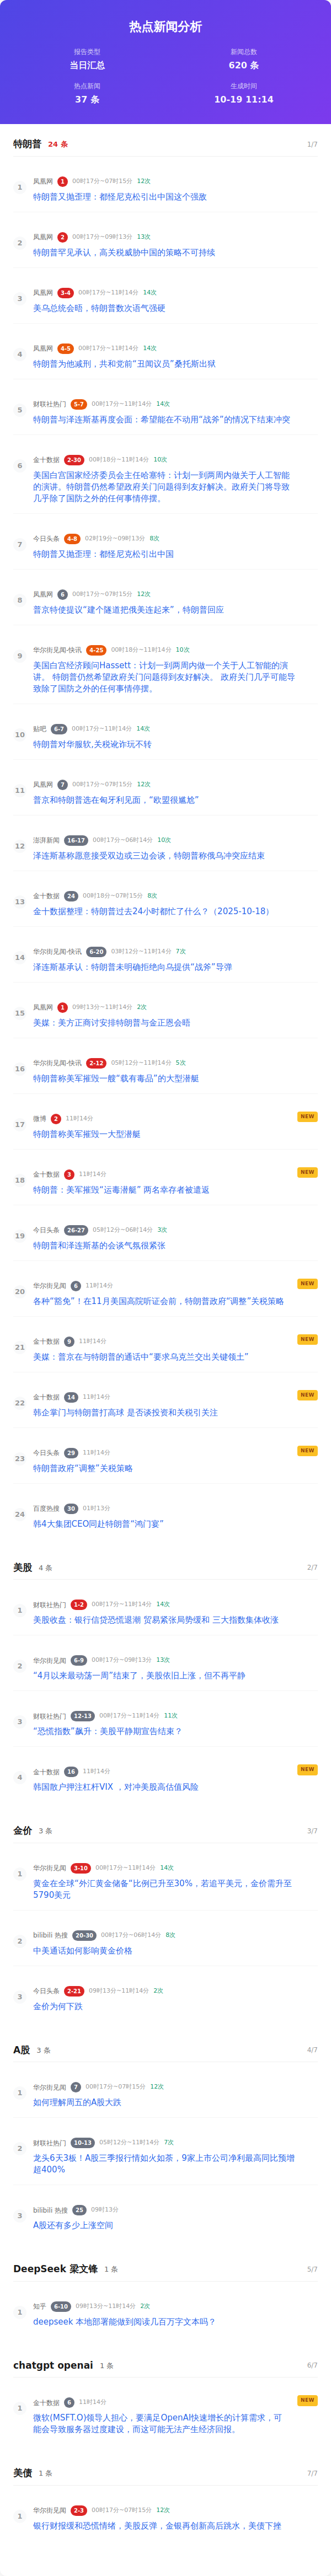 热点新闻分析
报告类型
当日汇总
新闻总数
620 条
热点新闻
37 条
生成时间
10-19 11:14
特朗普 24 条 1/7
1
凤凰网 1 00时17分~07时15分 12次
特朗普又抛歪理：都怪尼克松引出中国这个强敌
2
凤凰网 2 00时17分~09时13分 13次
特朗普罕见承认，高关税威胁中国的策略不可持续
3
凤凰网 3-4 00时17分~11时14分 14次
美乌总统会晤，特朗普数次语气强硬
4
凤凰网 4-5 00时17分~11时14分 14次
特朗普为他减刑，共和党前“丑闻议员”桑托斯出狱
5
财联社热门 5-7 00时17分~11时14分 14次
特朗普与泽连斯基再度会面：希望能在不动用“战斧”的情况下结束冲突
6
金十数据 2-30 00时18分~11时14分 10次
美国白宫国家经济委员会主任哈塞特：计划一到两周内做关于人工智能
的演讲。特朗普仍然希望政府关门问题得到友好解决。政府关门将导致
几乎除了国防之外的任何事情停摆。
7
今日头条 4-8 02时19分~09时13分 8次
特朗普又抛歪理：都怪尼克松引出中国
8
凤凰网 6 00时17分~07时15分 12次
普京特使提议“建个隧道把俄美连起来”，特朗普回应
9
华尔街见闻-快讯 4-25 00时18分~11时14分 10次
美国白宫经济顾问Hassett：计划一到两周内做一个关于人工智能的演
讲。 特朗普仍然希望政府关门问题得到友好解决。 政府关门几乎可能导
致除了国防之外的任何事情停摆。
10
贴吧 6-7 00时17分~11时14分 14次
特朗普对华服软,关税讹诈玩不转
11
凤凰网 7 00时17分~07时15分 12次
普京和特朗普选在匈牙利见面，“欧盟很尴尬”
12
澎湃新闻 16-17 00时17分~06时14分 10次
泽连斯基称愿意接受双边或三边会谈，特朗普称俄乌冲突应结束
13
金十数据 24 00时18分~07时15分 8次
金十数据整理：特朗普过去24小时都忙了什么？（2025-10-18）
14
华尔街见闻-快讯 6-20 03时12分~11时14分 7次
泽连斯基承认：特朗普未明确拒绝向乌提供“战斧”导弹
15
凤凰网 1 09时13分~11时14分 2次
美媒：美方正商讨安排特朗普与金正恩会晤
16
华尔街见闻-快讯 2-12 05时12分~11时14分 5次
特朗普称美军摧毁一艘“载有毒品”的大型潜艇
17
微博 2 11时14分 NEW
特朗普称美军摧毁一大型潜艇
18
金十数据 3 11时14分 NEW
特朗普：美军摧毁“运毒潜艇” 两名幸存者被遣返
19
今日头条 26-27 05时12分~06时14分 3次
特朗普和泽连斯基的会谈气氛很紧张
20
华尔街见闻 6 11时14分 NEW
各种“豁免”！在11月美国高院听证会前，特朗普政府“调整”关税策略
21
金十数据 9 11时14分 NEW
美媒：普京在与特朗普的通话中“要求乌克兰交出关键领土”
22
金十数据 14 11时14分 NEW
韩企掌门与特朗普打高球 是否谈投资和关税引关注
23
今日头条 29 11时14分 NEW
特朗普政府“调整”关税策略
24
百度热搜 30 01时13分
韩4大集团CEO同赴特朗普“鸿门宴”
美股 4 条 2/7
1
财联社热门 1-2 00时17分~11时14分 14次
美股收盘：银行信贷恐慌退潮 贸易紧张局势缓和 三大指数集体收涨
2
华尔街见闻 6-9 00时17分~09时13分 13次
“4月以来最动荡一周”结束了，美股依旧上涨，但不再平静
3
财联社热门 12-13 00时17分~11时14分 11次
“恐慌指数”飙升：美股平静期宣告结束？
4
金十数据 16 11时14分 NEW
韩国散户押注杠杆VIX ，对冲美股高估值风险
金价 3 条 3/7
1
华尔街见闻 3-10 00时17分~11时14分 14次
黄金在全球“外汇黄金储备“比例已升至30%，若追平美元，金价需升至
5790美元
2
bilibili 热搜 20-30 00时17分~06时14分 8次
中美通话如何影响黄金价格
3
今日头条 2-21 09时13分~11时14分 2次
金价为何下跌
A股 3 条 4/7
1
华尔街见闻 7 00时17分~07时15分 12次
如何理解周五的A股大跌
2
财联社热门 10-13 05时12分~11时14分 7次
龙头6天3板！A股三季报行情如火如荼，9家上市公司净利最高同比预增
超400%
3
bilibili 热搜 25 09时13分
A股还有多少上涨空间
DeepSeek 梁文锋 1 条 5/7
1
知乎 6-10 09时13分~11时14分 2次
deepseek 本地部署能做到阅读几百万字文本吗？
chatgpt openai 1 条 6/7
1
金十数据 6 11时14分 NEW
微软(MSFT.O)领导人担心，要满足OpenAI快速增长的计算需求，可
能会导致服务器过度建设，而这可能无法产生经济回报。
美债 1 条 7/7
1
华尔街见闻 2-3 00时17分~07时15分 12次
银行财报缓和恐慌情绪，美股反弹，金银再创新高后跳水，美债下挫